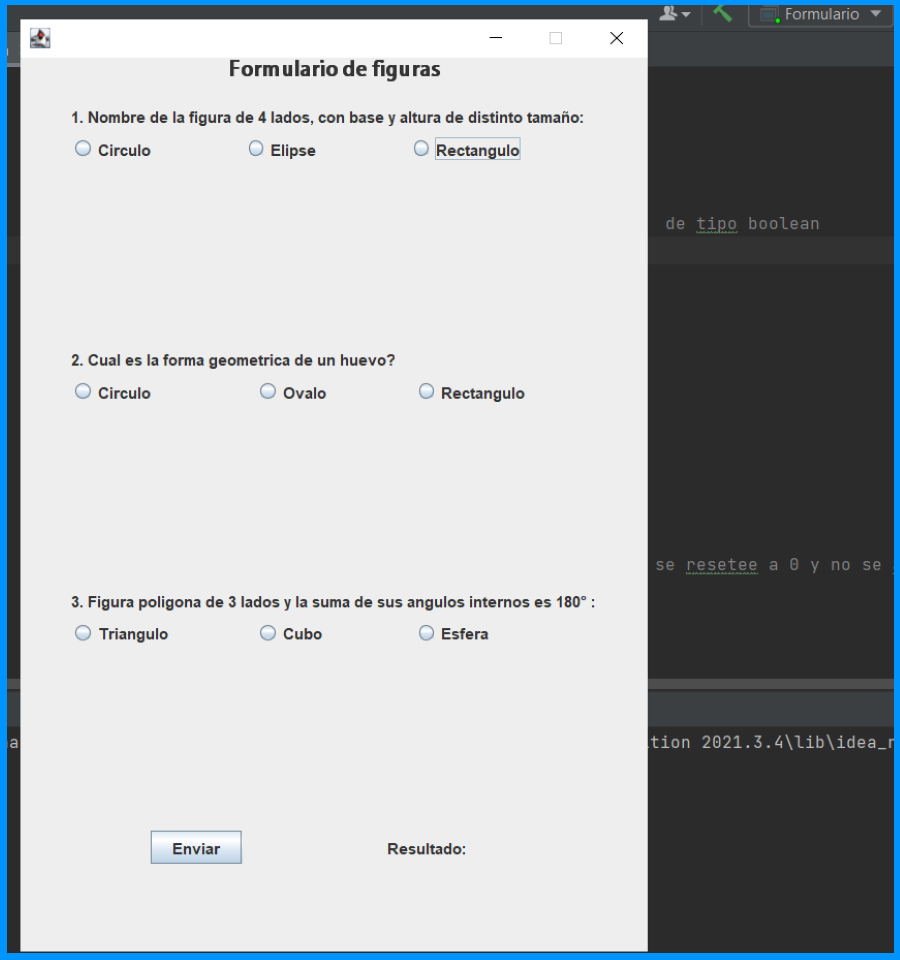 Formulario
Formulario de figuras
1. Nombre de la figura de 4 lados, con base y altura de distinto tamaño:
Circulo Elipse Rectangulo
de tipo boolean
2. Cual es la forma geometrica de un huevo?
Circulo Ovalo Rectangulo
se resetee a 0 y no se
3. Figura poligona de 3 lados y la suma de sus angulos internos es 180° :
Triangulo Cubo Esfera
tion 2021.3.4\lib\idea_r
Enviar Resultado: